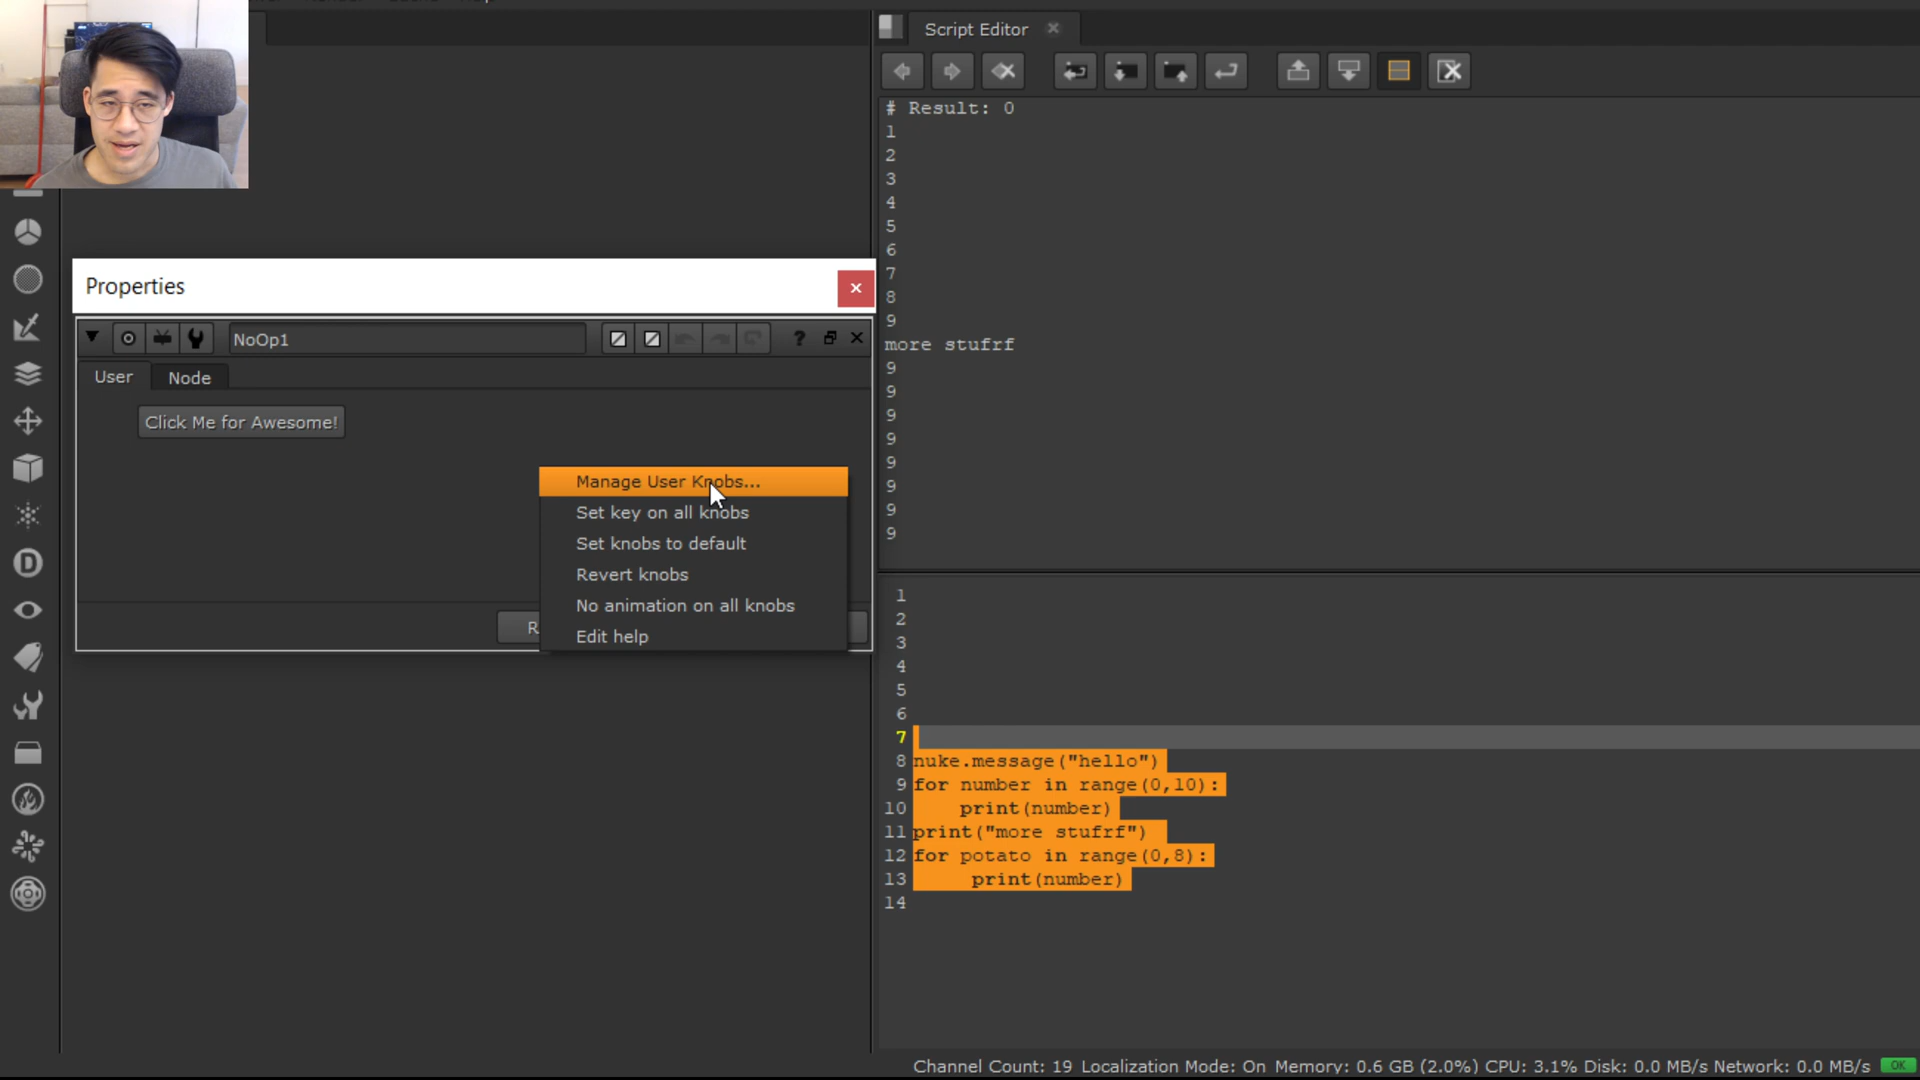 Script Editor
# Result: 0
1
2
3
4
5
6
7
8
9
more stufrf
9
9
9
9
9
9
9
9
Properties
NoOp1
?
User
Node
Click Me for Awesome!
Manage User Knobs...
Set key on all knobs
Set knobs to default
Revert knobs
No animation on all knobs
Edit help
R
1
2
3
4
5
6
7
8 nuke.message("hello")
9 for number in range(0,10):
10 print(number)
11 print("more stufrf")
12 for potato in range(0,8):
13 print(number)
14
D
Channel Count: 19 Localization Mode: On Memory: 0.6 GB (2.0%) CPU: 3.1% Disk: 0.0 MB/s Network: 0.0 MB/s OK